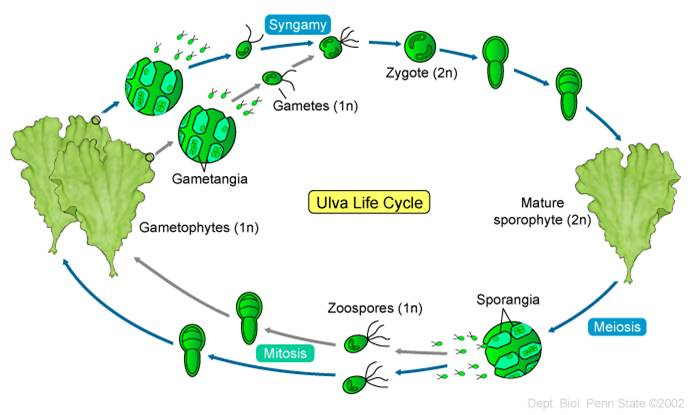 Syngamy
Zygote (2n)
Gametes (1n)
Gametangia
Ulva Life Cycle
Mature
sporophyte (2n)
Gametophytes (1n)
Zoospores (1n)
Sporangia
Meiosis
Mitosis
Dept. Biol. Penn State ©2002